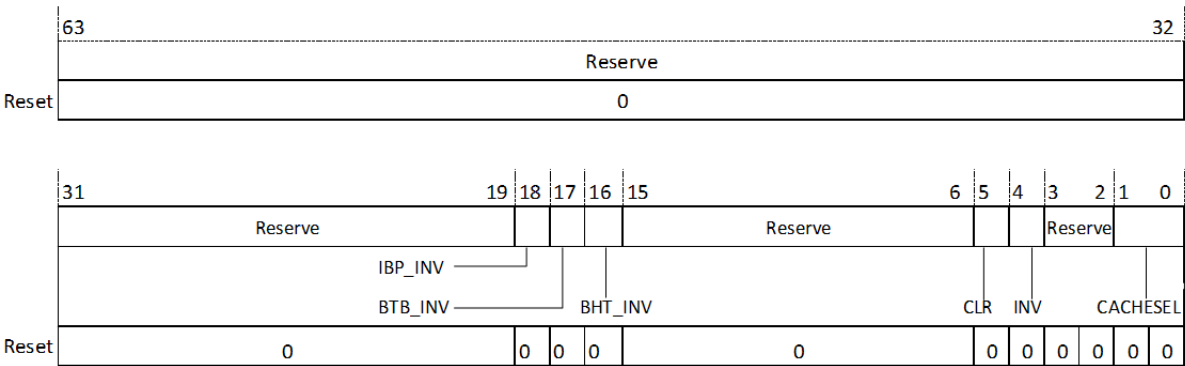 63 32
Reserve
Reset 0
31 19 18 17 16 15 6 5 4 3 2 1 0
Reserve Reserve Reserve
IBP_INV
BTB_INV BHT_INV CLR INV CACHESEL
Reset 0 0 0 0 0 0 0 0 0 0 0